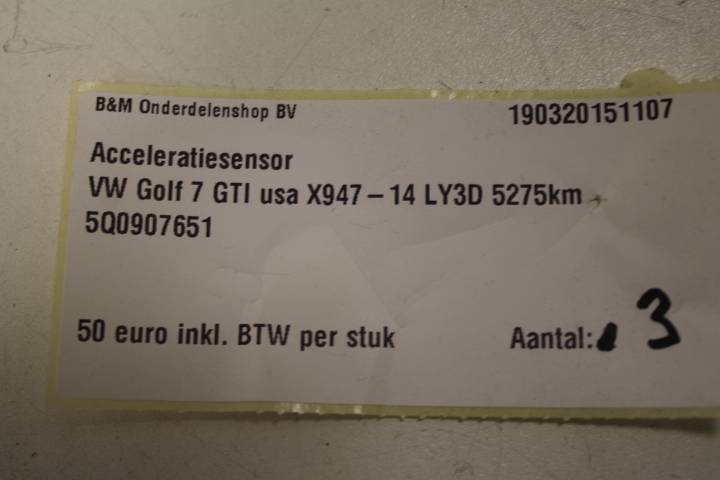 B&M Onderdelenshop BV 190320151107
Acceleratiesensor
VW Golf 7 GTI usa X947-14 LY3D 5275km
5Q0907651
50 euro inkl. BTW per stuk Aantal: 3